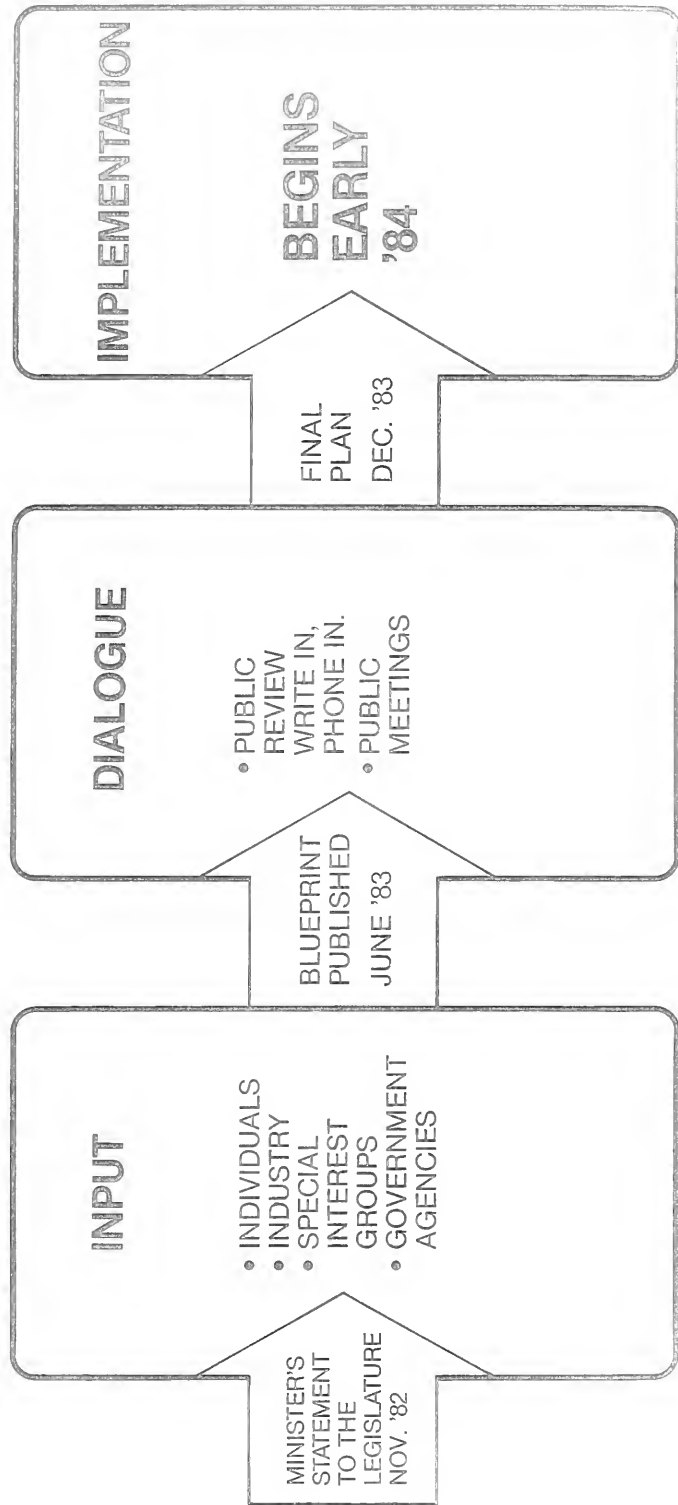 MINISTER'S
STATEMENT
TO THE
LEGISLATURE
NOV. '82
INPUT
• INDIVIDUALS
• INDUSTRY
• SPECIAL
INTEREST
GROUPS
• GOVERNMENT
AGENCIES
BLUEPRINT
PUBLISHED
JUNE '83
DIALOGUE
• PUBLIC
REVIEW
WRITE IN,
PHONE IN.
• PUBLIC
MEETINGS
FINAL
PLAN
DEC. '83
IMPLEMENTATION
BEGINS
EARLY
'84